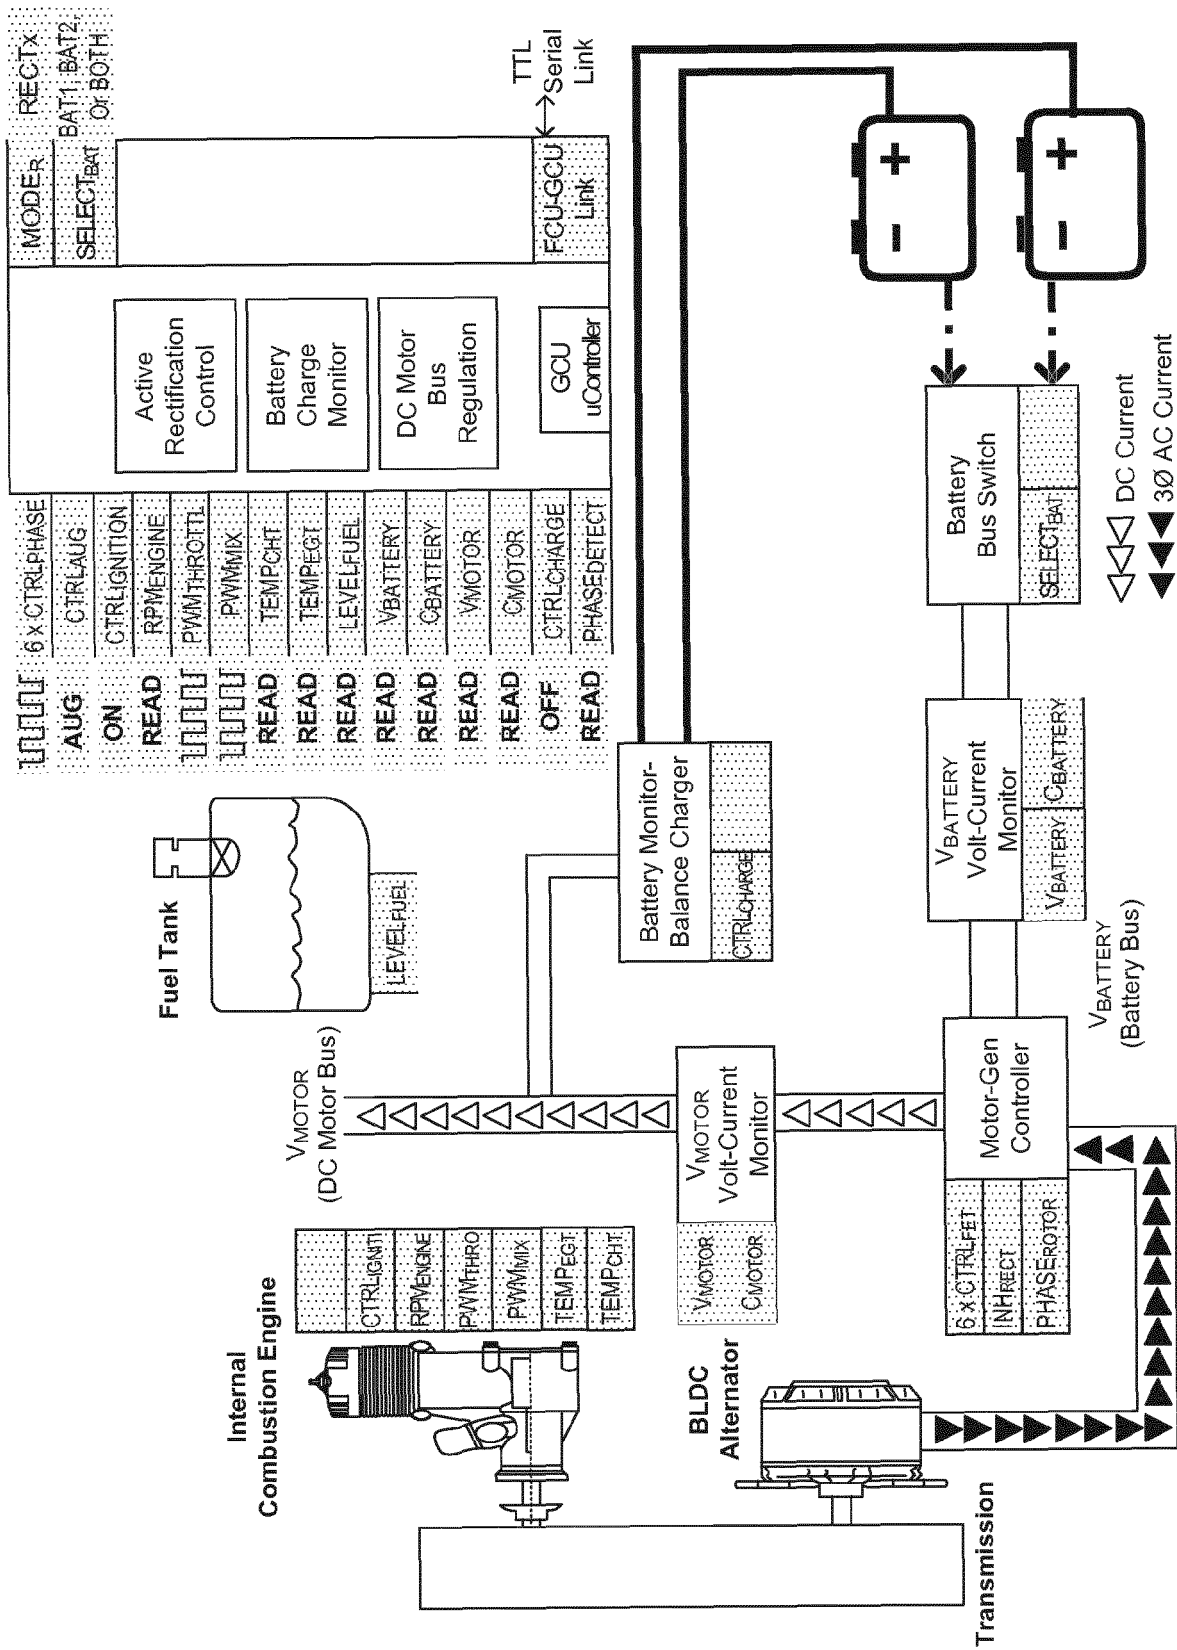 Internal
Combustion Engine
CTRLIGNITI
RPMENGINE
PWMTHRO
PWMMIX
TEMPEGT
TEMPCHT
BLDC
Alternator
Transmission
VMOTOR
(DC Motor Bus)
VMOTOR
Volt-Current
Monitor
VMOTOR
CMOTOR
Motor-Gen
Controller
6 x CTRLFET
INHRECT
PHASEROTOR
Fuel Tank
LEVELFUEL
Battery Monitor-
Balance Charger
CTRLCHARGE
VBATTERY
(Battery Bus)
VBATTERY
Volt-Current
Monitor
VBATTERY
CBATTERY
Battery
Bus Switch
SELECTBAT
DC Current
3Ø AC Current
6 x CTRLPHASE
AUG CTRLAUG
ON CTRLIGNITION
READ RPMENGINE
PWMTHROTTL
PWMMIX
READ TEMPCHT
READ TEMPEGT
READ LEVELFUEL
READ VBATTERY
READ CBATTERY
READ VMOTOR
READ CMOTOR
OFF CTRLCHARGE
READ PHASEDETECT
Active
Rectification
Control
Battery
Charge
Monitor
DC Motor
Bus
Regulation
GCU
uController
MODER RECTx
SELECTBAT BAT1, BAT2,
Or BOTH
FCU-GCU
Link
TTL
Serial
Link
- +
- +